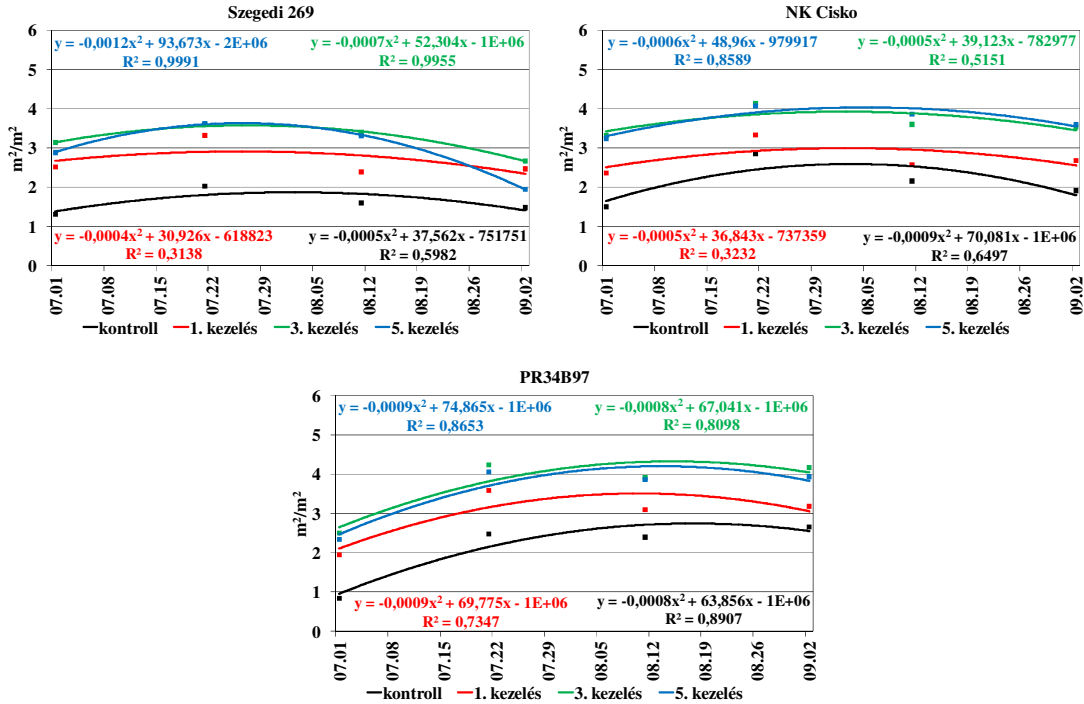 Szegedi 269
6
y = -0,0012x² + 93,673x - 2E+06
R² = 0,9991
y = -0,0007x² + 52,304x - 1E+06
R² = 0,9955
5
4
3
2
1
0
m²/m²
y = -0,0004x² + 30,926x - 618823
R² = 0,3138
y = -0,0005x² + 37,562x - 751751
R² = 0,5982
07.01
07.08
07.15
07.22
07.29
08.05
08.12
08.19
08.26
09.02
kontroll 1. kezelés 3. kezelés 5. kezelés
NK Cisko
6
y = -0,0006x² + 48,96x - 979917
R² = 0,8589
y = -0,0005x² + 39,123x - 782977
R² = 0,5151
5
4
3
2
1
0
m²/m²
y = -0,0005x² + 36,843x - 737359
R² = 0,3232
y = -0,0009x² + 70,081x - 1E+06
R² = 0,6497
07.01
07.08
07.15
07.22
07.29
08.05
08.12
08.19
08.26
09.02
kontroll 1. kezelés 3. kezelés 5. kezelés
PR34B97
6
y = -0,0009x² + 74,865x - 1E+06
R² = 0,8653
y = -0,0008x² + 67,041x - 1E+06
R² = 0,8098
5
4
3
2
1
0
m²/m²
y = -0,0009x² + 69,775x - 1E+06
R² = 0,7347
y = -0,0008x² + 63,856x - 1E+06
R² = 0,8907
07.01
07.08
07.15
07.22
07.29
08.05
08.12
08.19
08.26
09.02
kontroll 1. kezelés 3. kezelés 5. kezelés